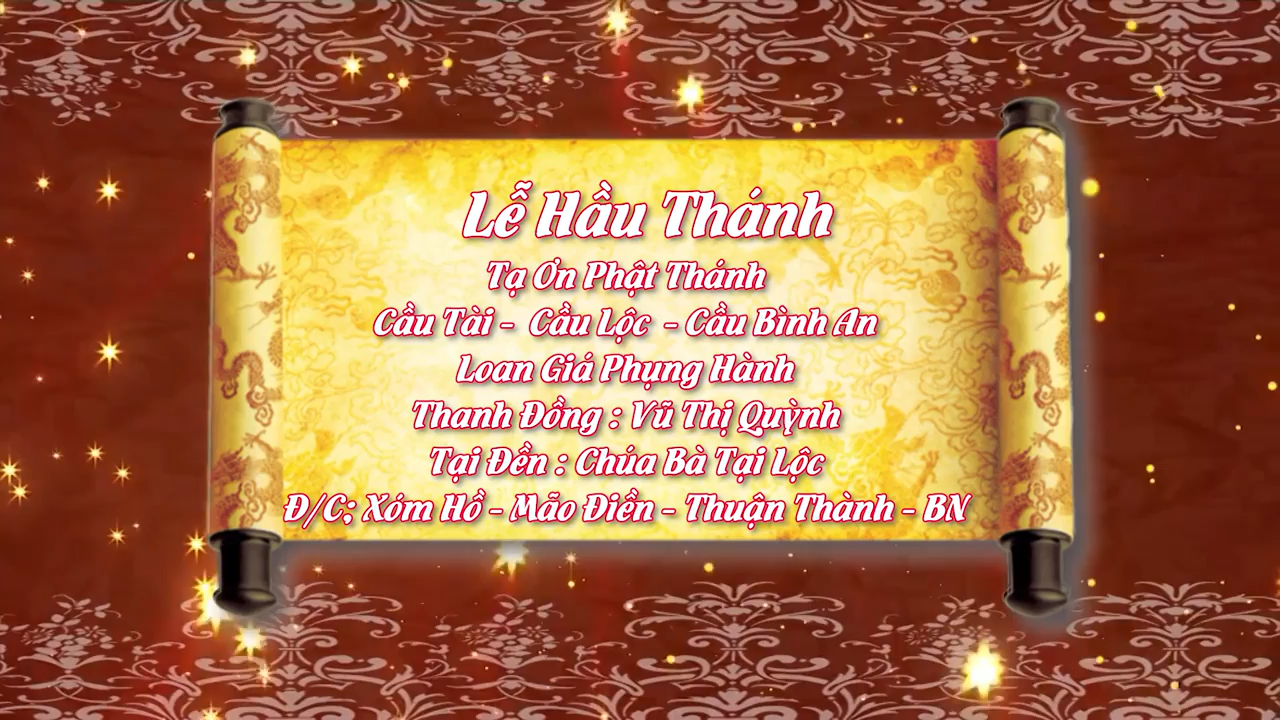 Lễ Hầu Thánh
Tạ Ơn Phật Thánh
Cầu Tài - Cầu Lộc - Cầu Bình An
Loan Giá Phụng Hành
Thanh Đồng : Vũ Thị Quỳnh
Tại Đền : Chúa Bà Tại Lộc
Đ/C; Xóm Hồ - Mão Điền - Thuận Thành - BN